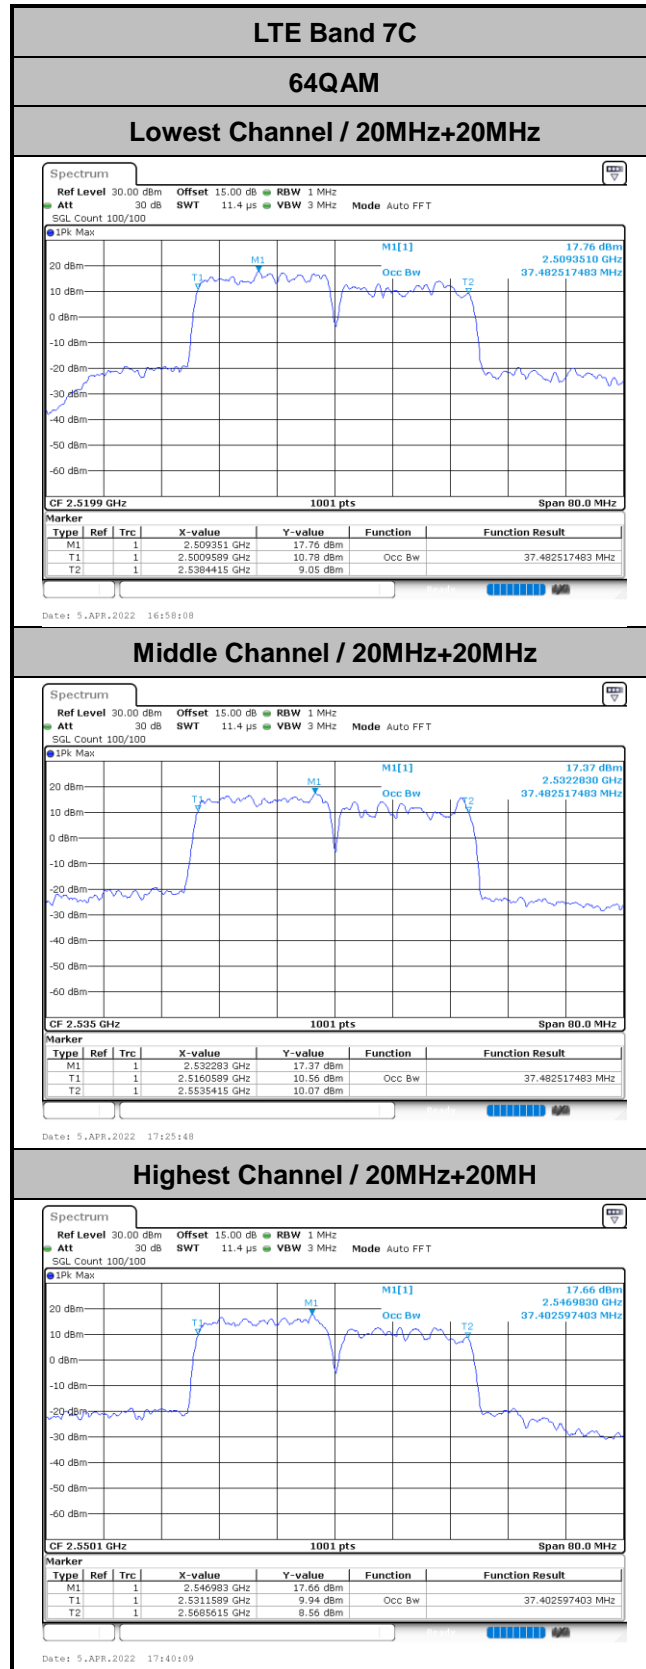 LTE Band 7C
64QAM
Lowest Channel / 20MHz+20MHz
Spectrum
Ref Level 30.00 dBm Offset 15.00 dB RBW 1 MHz
Att 30 dB SWT 11.4 µs VBW 3 MHz Mode Auto FFT
SGL Count 100/100
1Pk Max
M1[1] 17.76 dBm
2.5093510 GHz
Occ Bw 37.482517483 MHz
M1
T1
T2
20 dBm
10 dBm
0 dBm
-10 dBm
-20 dBm
-30 dBm
-40 dBm
-50 dBm
-60 dBm
CF 2.5199 GHz 1001 pts Span 80.0 MHz
Marker
Type Ref Trc X-value Y-value Function Function Result
M1 1 2.509351 GHz 17.76 dBm
T1 1 2.5009589 GHz 10.78 dBm Occ Bw 37.482517483 MHz
T2 1 2.5384415 GHz 9.05 dBm
Date: 5.APR.2022 16:58:08
Middle Channel / 20MHz+20MHz
Spectrum
Ref Level 30.00 dBm Offset 15.00 dB RBW 1 MHz
Att 30 dB SWT 11.4 µs VBW 3 MHz Mode Auto FFT
SGL Count 100/100
1Pk Max
M1[1] 17.37 dBm
2.5322830 GHz
Occ Bw 37.482517483 MHz
M1
T1
T2
20 dBm
10 dBm
0 dBm
-10 dBm
-20 dBm
-30 dBm
-40 dBm
-50 dBm
-60 dBm
CF 2.535 GHz 1001 pts Span 80.0 MHz
Marker
Type Ref Trc X-value Y-value Function Function Result
M1 1 2.532283 GHz 17.37 dBm
T1 1 2.5160589 GHz 10.56 dBm Occ Bw 37.482517483 MHz
T2 1 2.5535415 GHz 10.07 dBm
Date: 5.APR.2022 17:25:48
Highest Channel / 20MHz+20MH
Spectrum
Ref Level 30.00 dBm Offset 15.00 dB RBW 1 MHz
Att 30 dB SWT 11.4 µs VBW 3 MHz Mode Auto FFT
SGL Count 100/100
1Pk Max
M1[1] 17.66 dBm
2.5469830 GHz
Occ Bw 37.402597403 MHz
M1
T1
T2
20 dBm
10 dBm
0 dBm
-10 dBm
-20 dBm
-30 dBm
-40 dBm
-50 dBm
-60 dBm
CF 2.5501 GHz 1001 pts Span 80.0 MHz
Marker
Type Ref Trc X-value Y-value Function Function Result
M1 1 2.546983 GHz 17.66 dBm
T1 1 2.5311589 GHz 9.94 dBm Occ Bw 37.402597403 MHz
T2 1 2.5685615 GHz 8.56 dBm
Date: 5.APR.2022 17:40:09